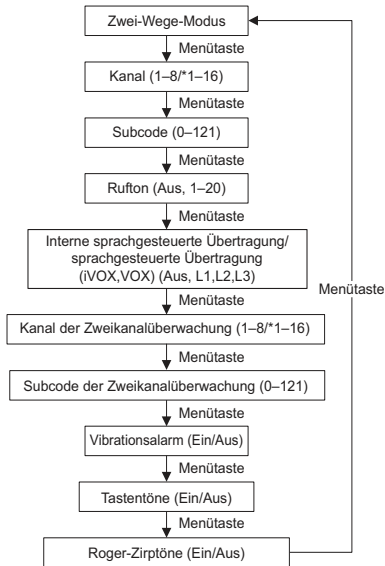 Zwei-Wege-Modus
Menütaste
Kanal (1–8/*1–16)
Menütaste
Subcode (0–121)
Menütaste
Rufton (Aus, 1–20)
Menütaste
Interne sprachgesteuerte Übertragung/
sprachgesteuerte Übertragung
(iVOX,VOX) (Aus, L1,L2,L3)
Menütaste
Menütaste
Kanal der Zweikanalüberwachung (1–8/*1–16)
Menütaste
Subcode der Zweikanalüberwachung (0–121)
Menütaste
Vibrationsalarm (Ein/Aus)
Menütaste
Tastentöne (Ein/Aus)
Menütaste
Roger-Zirptöne (Ein/Aus)